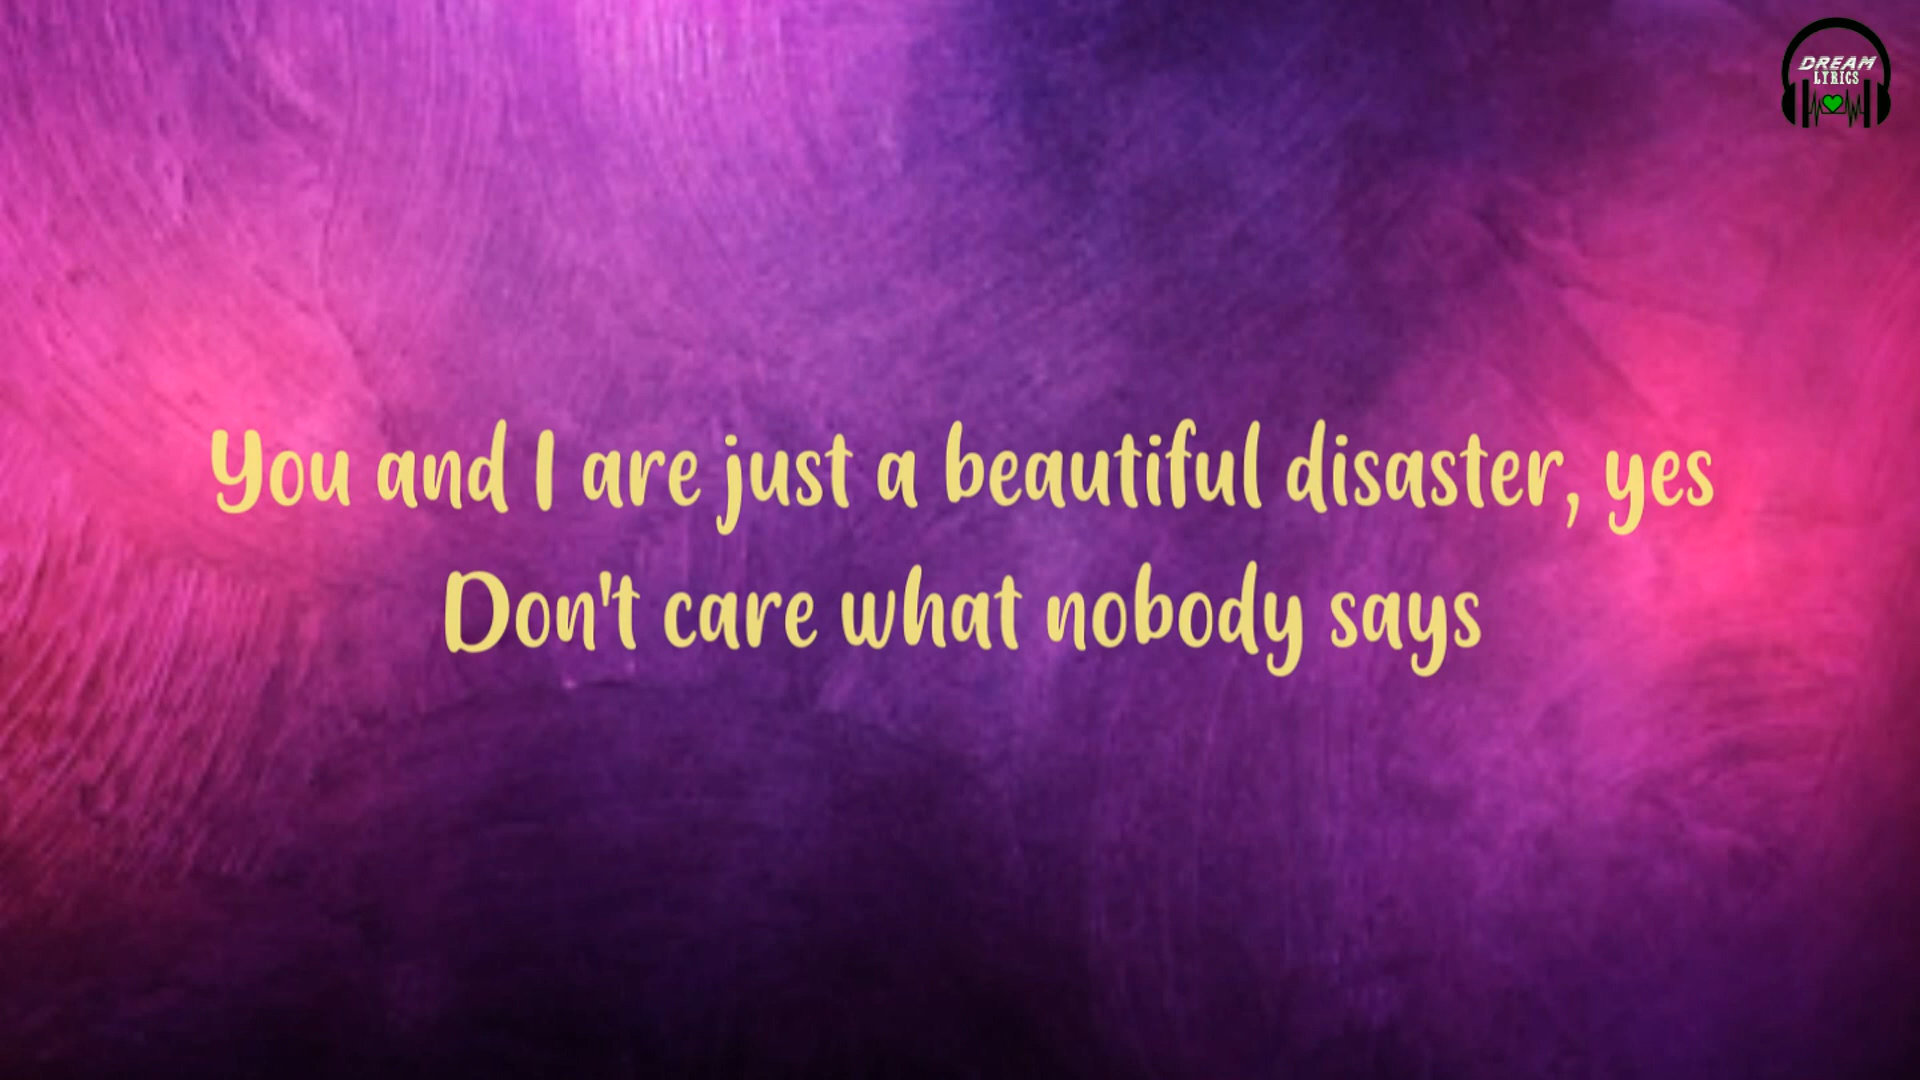 DREAM
LYRICS
You and I are just a beautiful disaster, yes
Don't care what nobody says